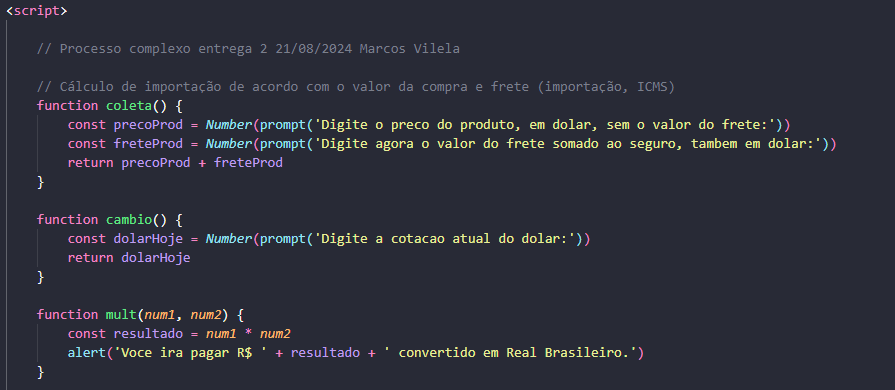 <script>
// Processo complexo entrega 2 21/08/2024 Marcos Vilela
// Cálculo de importação de acordo com o valor da compra e frete (importação, ICMS)
function coleta() {
const precoProd = Number(prompt('Digite o preco do produto, em dolar, sem o valor do frete:'))
const freteProd = Number(prompt('Digite agora o valor do frete somado ao seguro, tambem em dolar:'))
return precoProd + freteProd
}
function cambio() {
const dolarHoje = Number(prompt('Digite a cotacao atual do dolar:'))
return dolarHoje
}
function mult(num1, num2) {
const resultado = num1 * num2
alert('Voce ira pagar R$ ' + resultado + ' convertido em Real Brasileiro.')
}